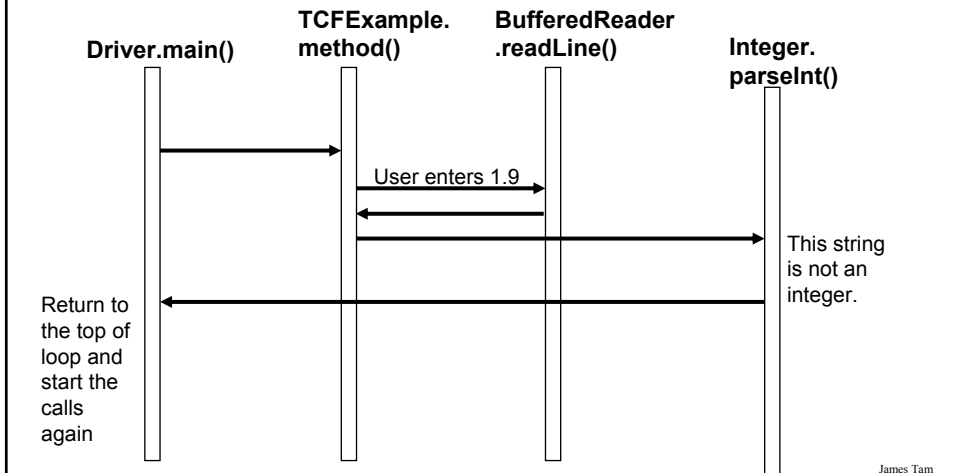 Driver.main()
TCFExample.
method()
BufferedReader
.readLine()
Integer.
parseInt()
User enters 1.9
This string
is not an
integer.
Return to
the top of
loop and
start the
calls
again
James Tam